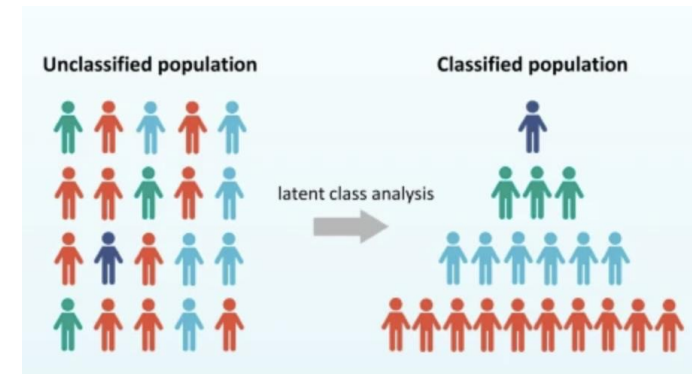 Unclassified population
Classified population
latent class analysis